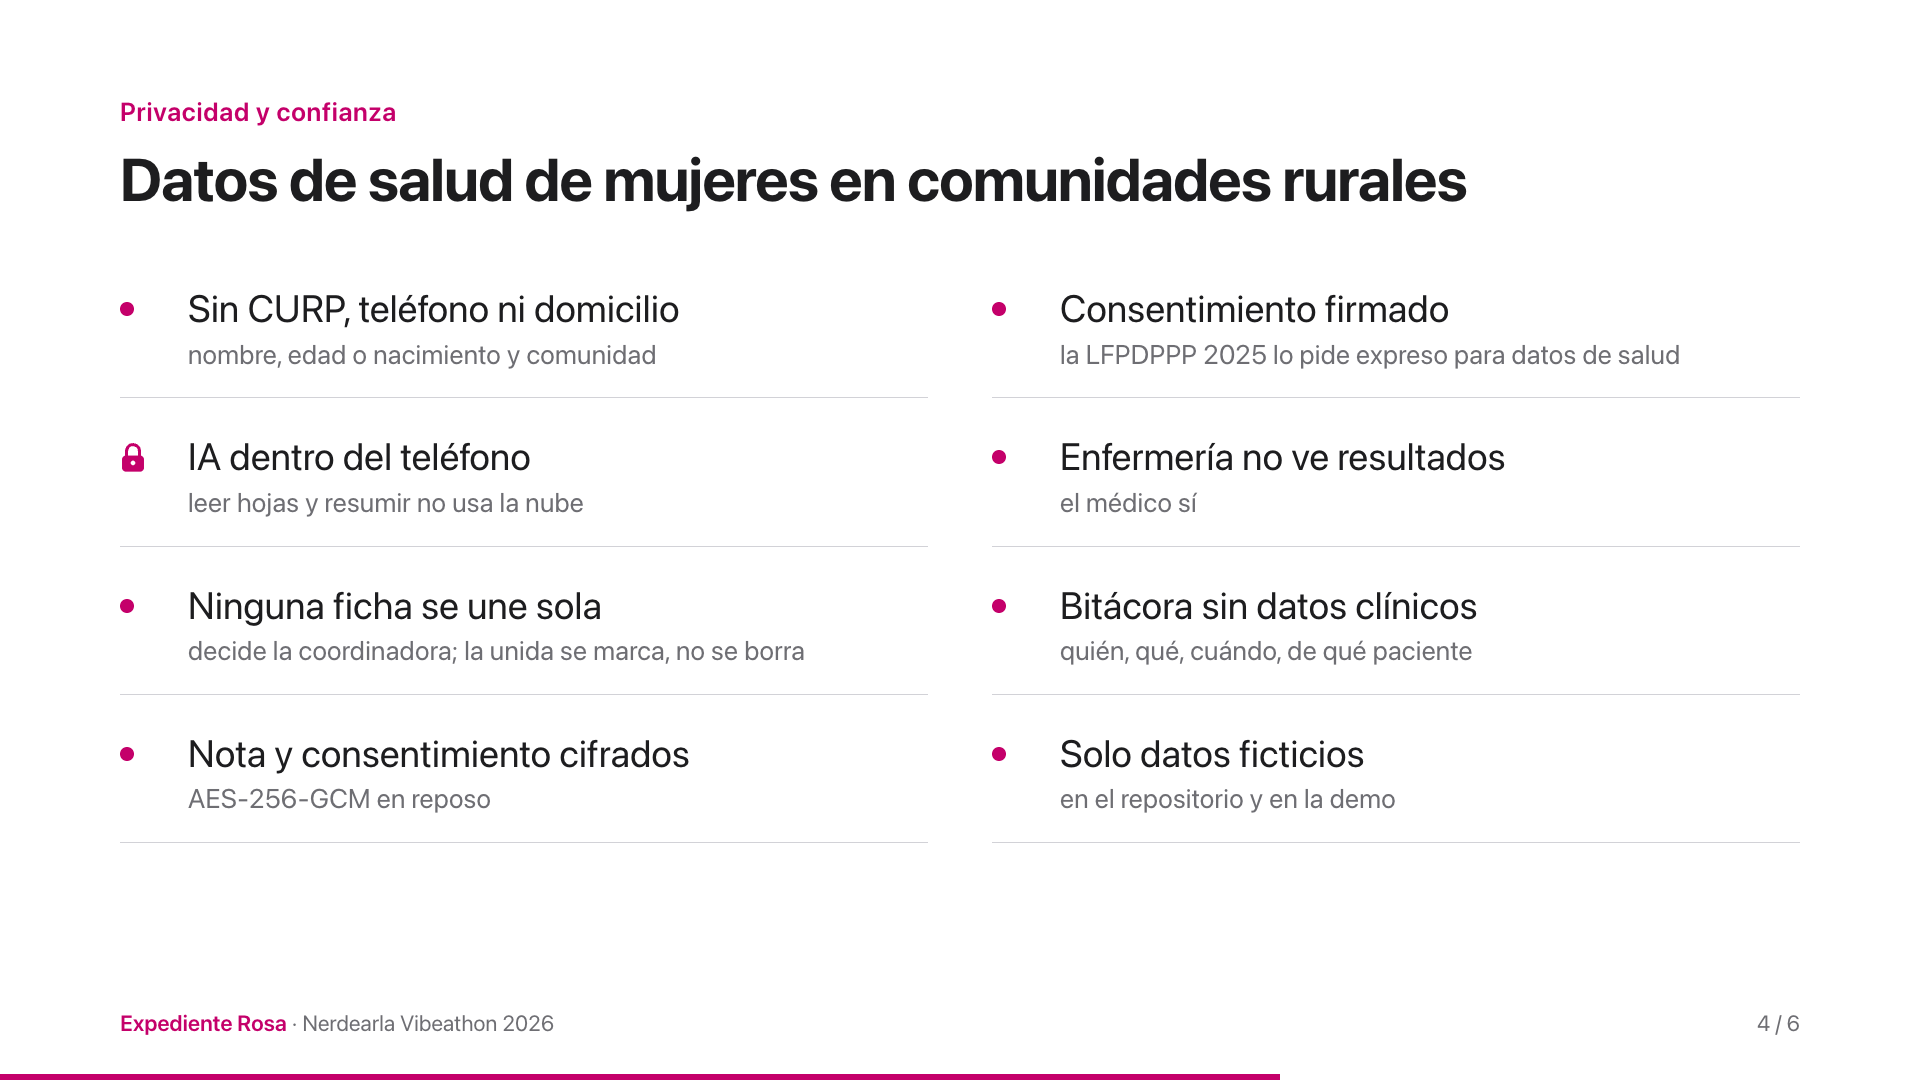 Privacidad y confianza
Datos de salud de mujeres en comunidades rurales
Sin CURP, teléfono ni domicilio
nombre, edad o nacimiento y comunidad
IA dentro del teléfono
leer hojas y resumir no usa la nube
Ninguna ficha se une sola
decide la coordinadora; la unida se marca, no se borra
Nota y consentimiento cifrados
AES-256-GCM en reposo
Consentimiento firmado
la LFPDPPP 2025 lo pide expreso para datos de salud
Enfermería no ve resultados
el médico sí
Bitácora sin datos clínicos
quién, qué, cuándo, de qué paciente
Solo datos ficticios
en el repositorio y en la demo
Expediente Rosa · Nerdearla Vibeathon 2026
4 / 6